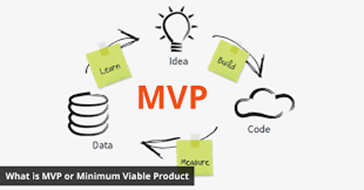 Idea
Learn
Build
MVP
Data
Code
Measure
What is MVP or Minimum Viable Product